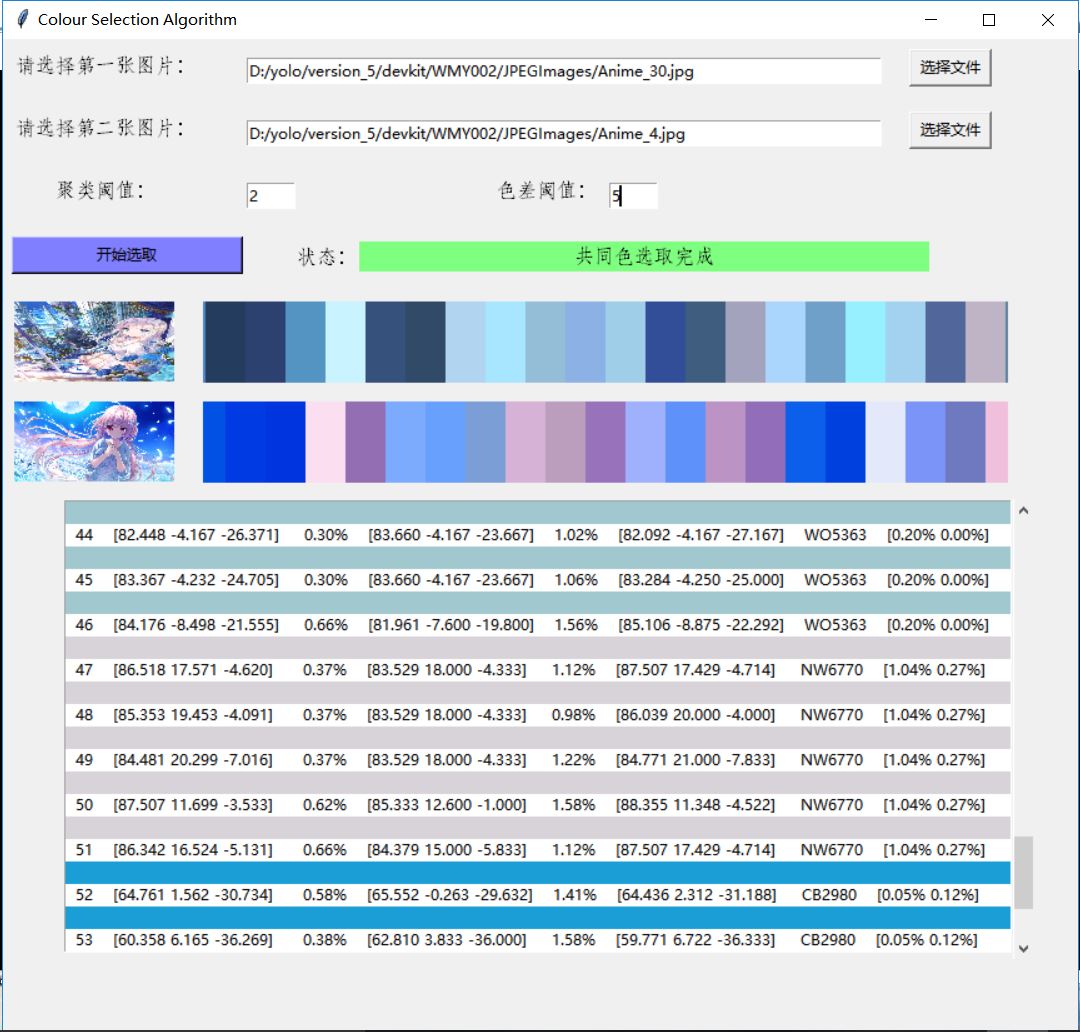 Colour Selection Algorithm
请选择第一张图片： D:/yolo/version_5/devkit/WMY002/JPEGImages/Anime_30.jpg 选择文件
请选择第二张图片： D:/yolo/version_5/devkit/WMY002/JPEGImages/Anime_4.jpg 选择文件
聚类阈值： 2 色差阈值： 5
开始选取 状态： 共同色选取完成
44 [82.448 -4.167 -26.371] 0.30% [83.660 -4.167 -23.667] 1.02% [82.092 -4.167 -27.167] WO5363 [0.20% 0.00%]
45 [83.367 -4.232 -24.705] 0.30% [83.660 -4.167 -23.667] 1.06% [83.284 -4.250 -25.000] WO5363 [0.20% 0.00%]
46 [84.176 -8.498 -21.555] 0.66% [81.961 -7.600 -19.800] 1.56% [85.106 -8.875 -22.292] WO5363 [0.20% 0.00%]
47 [86.518 17.571 -4.620] 0.37% [83.529 18.000 -4.333] 1.12% [87.507 17.429 -4.714] NW6770 [1.04% 0.27%]
48 [85.353 19.453 -4.091] 0.37% [83.529 18.000 -4.333] 0.98% [86.039 20.000 -4.000] NW6770 [1.04% 0.27%]
49 [84.481 20.299 -7.016] 0.37% [83.529 18.000 -4.333] 1.22% [84.771 21.000 -7.833] NW6770 [1.04% 0.27%]
50 [87.507 11.699 -3.533] 0.62% [85.333 12.600 -1.000] 1.58% [88.355 11.348 -4.522] NW6770 [1.04% 0.27%]
51 [86.342 16.524 -5.131] 0.66% [84.379 15.000 -5.833] 1.12% [87.507 17.429 -4.714] NW6770 [1.04% 0.27%]
52 [64.761 1.562 -30.734] 0.58% [65.552 -0.263 -29.632] 1.41% [64.436 2.312 -31.188] CB2980 [0.05% 0.12%]
53 [60.358 6.165 -36.269] 0.38% [62.810 3.833 -36.000] 1.58% [59.771 6.722 -36.333] CB2980 [0.05% 0.12%]